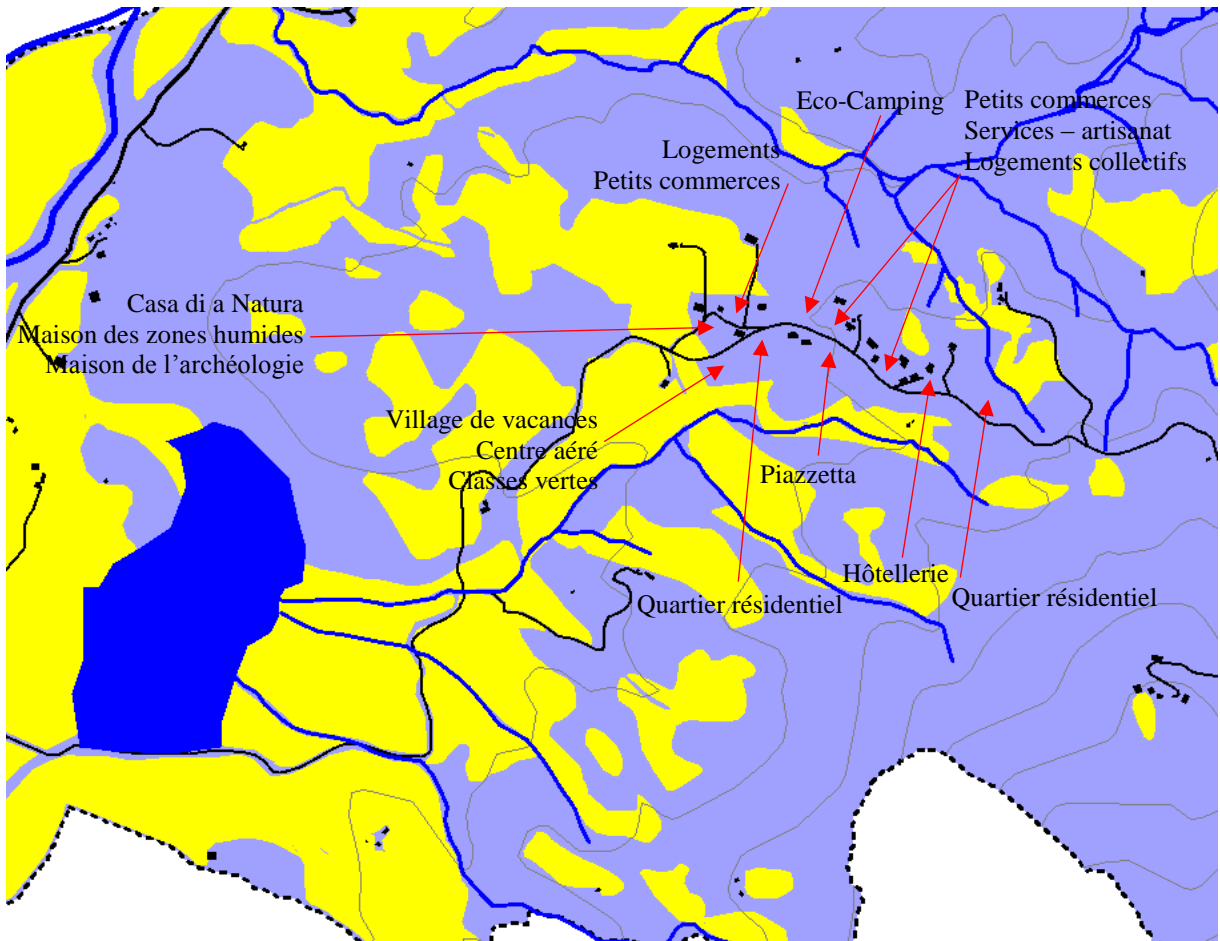 Eco-Camping
Petits commerces
Services – artisanat
Logements collectifs
Logements
Petits commerces
Casa di a Natura
Maison des zones humides
Maison de l'archéologie
Village de vacances
Centre aéré
Classes vertes
Piazzetta
Hôtellerie
Quartier résidentiel
Quartier résidentiel